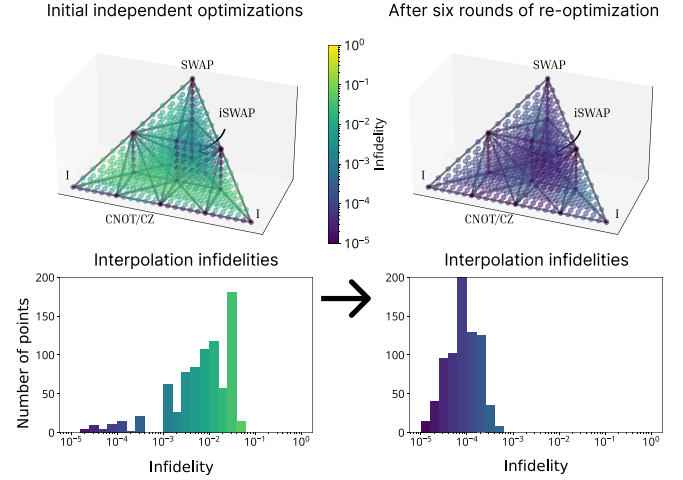 Initial independent optimizations
After six rounds of re-optimization
SWAP
iSWAP
I
I
CNOT/CZ
10^0
10^-1
10^-2
10^-3
10^-4
10^-5
Infidelity
SWAP
iSWAP
I
I
CNOT/CZ
Interpolation infidelities
Number of points
200
150
100
50
0
10^-5 10^-4 10^-3 10^-2 10^-1 10^0
Infidelity
Interpolation infidelities
200
150
100
50
0
10^-5 10^-4 10^-3 10^-2 10^-1 10^0
Infidelity